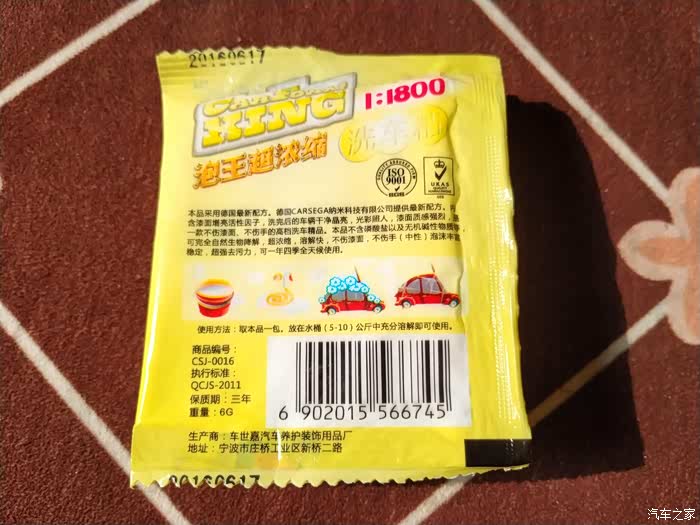 20160617
KING
1:1800
泡王超浓缩
洗车
ISO
9001
UKAS
QUALITY
MANAGEMENT
本品采用德国最新配方。德国CARSEGA纳米科技有限公司提供最新配方。内
含漆面增亮活性因子，洗完后的车辆干净晶亮，光彩照人，漆面质感强烈，是
一款不伤漆面、不伤手的高档洗车精品。本品不含磷酸盐以及无机碱性物质
可完全自然生物降解，超浓缩，溶解快，不伤漆面，不伤手（中性）泡沫丰
稳定，超强去污力，可一年四季全天候使用。
使用方法：取本品一包。放在水桶（5-10）公斤中充分溶解即可使用。
商品编号：
CSJ-0016
执行标准：
QCJS-2011
保质期：三年
重量：6G
6 902015 566745
生产商：车世嘉汽车养护装饰用品厂
地址：宁波市庄桥工业区新桥二路
20160617
汽车之家